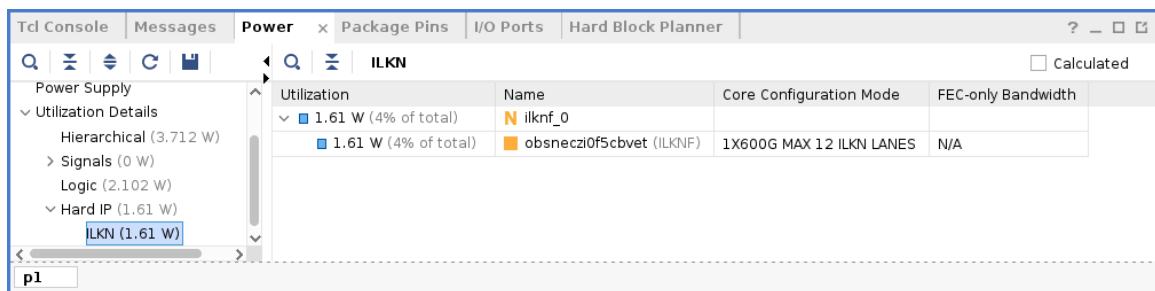 Tcl Console Messages Power × Package Pins I/O Ports Hard Block Planner ?
ILKN Calculated
Power Supply
Utilization Details
Hierarchical (3.712 W)
Signals (0 W)
Logic (2.102 W)
Hard IP (1.61 W)
ILKN (1.61 W)
Utilization Name Core Configuration Mode FEC-only Bandwidth
1.61 W (4% of total) N ilknf_0
1.61 W (4% of total) obsneczi0f5cbvet (ILKNF) 1X600G MAX 12 ILKN LANES N/A
p1